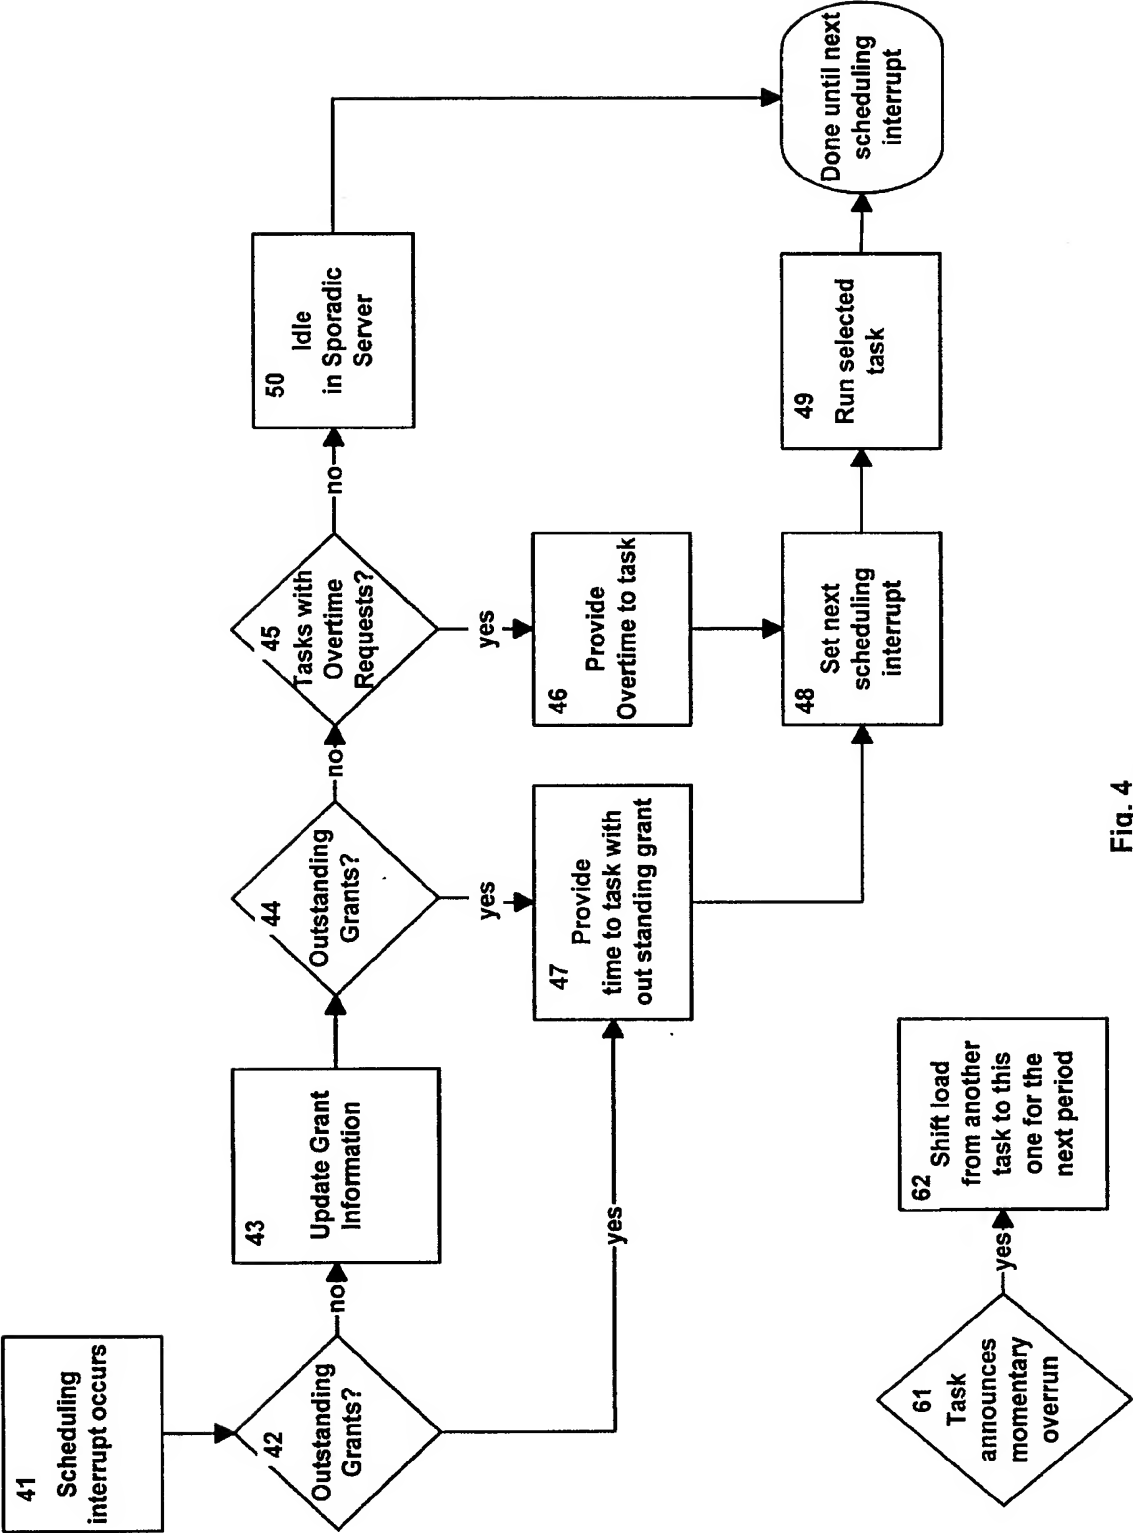 41
Scheduling
interrupt occurs
42
Outstanding
Grants?
no
yes
43
Update Grant
Information
44
Outstanding
Grants?
no
yes
45
Tasks with
Overtime
Requests?
no
yes
50
Idle
in Sporadic
Server
47
Provide
time to task with
out standing grant
46
Provide
Overtime to task
48
Set next
scheduling
interrupt
49
Run selected
task
Done until next
scheduling
interrupt
61
Task
announces
momentary
overrun
yes
62
Shift load
from another
task to this
one for the
next period
Fig. 4